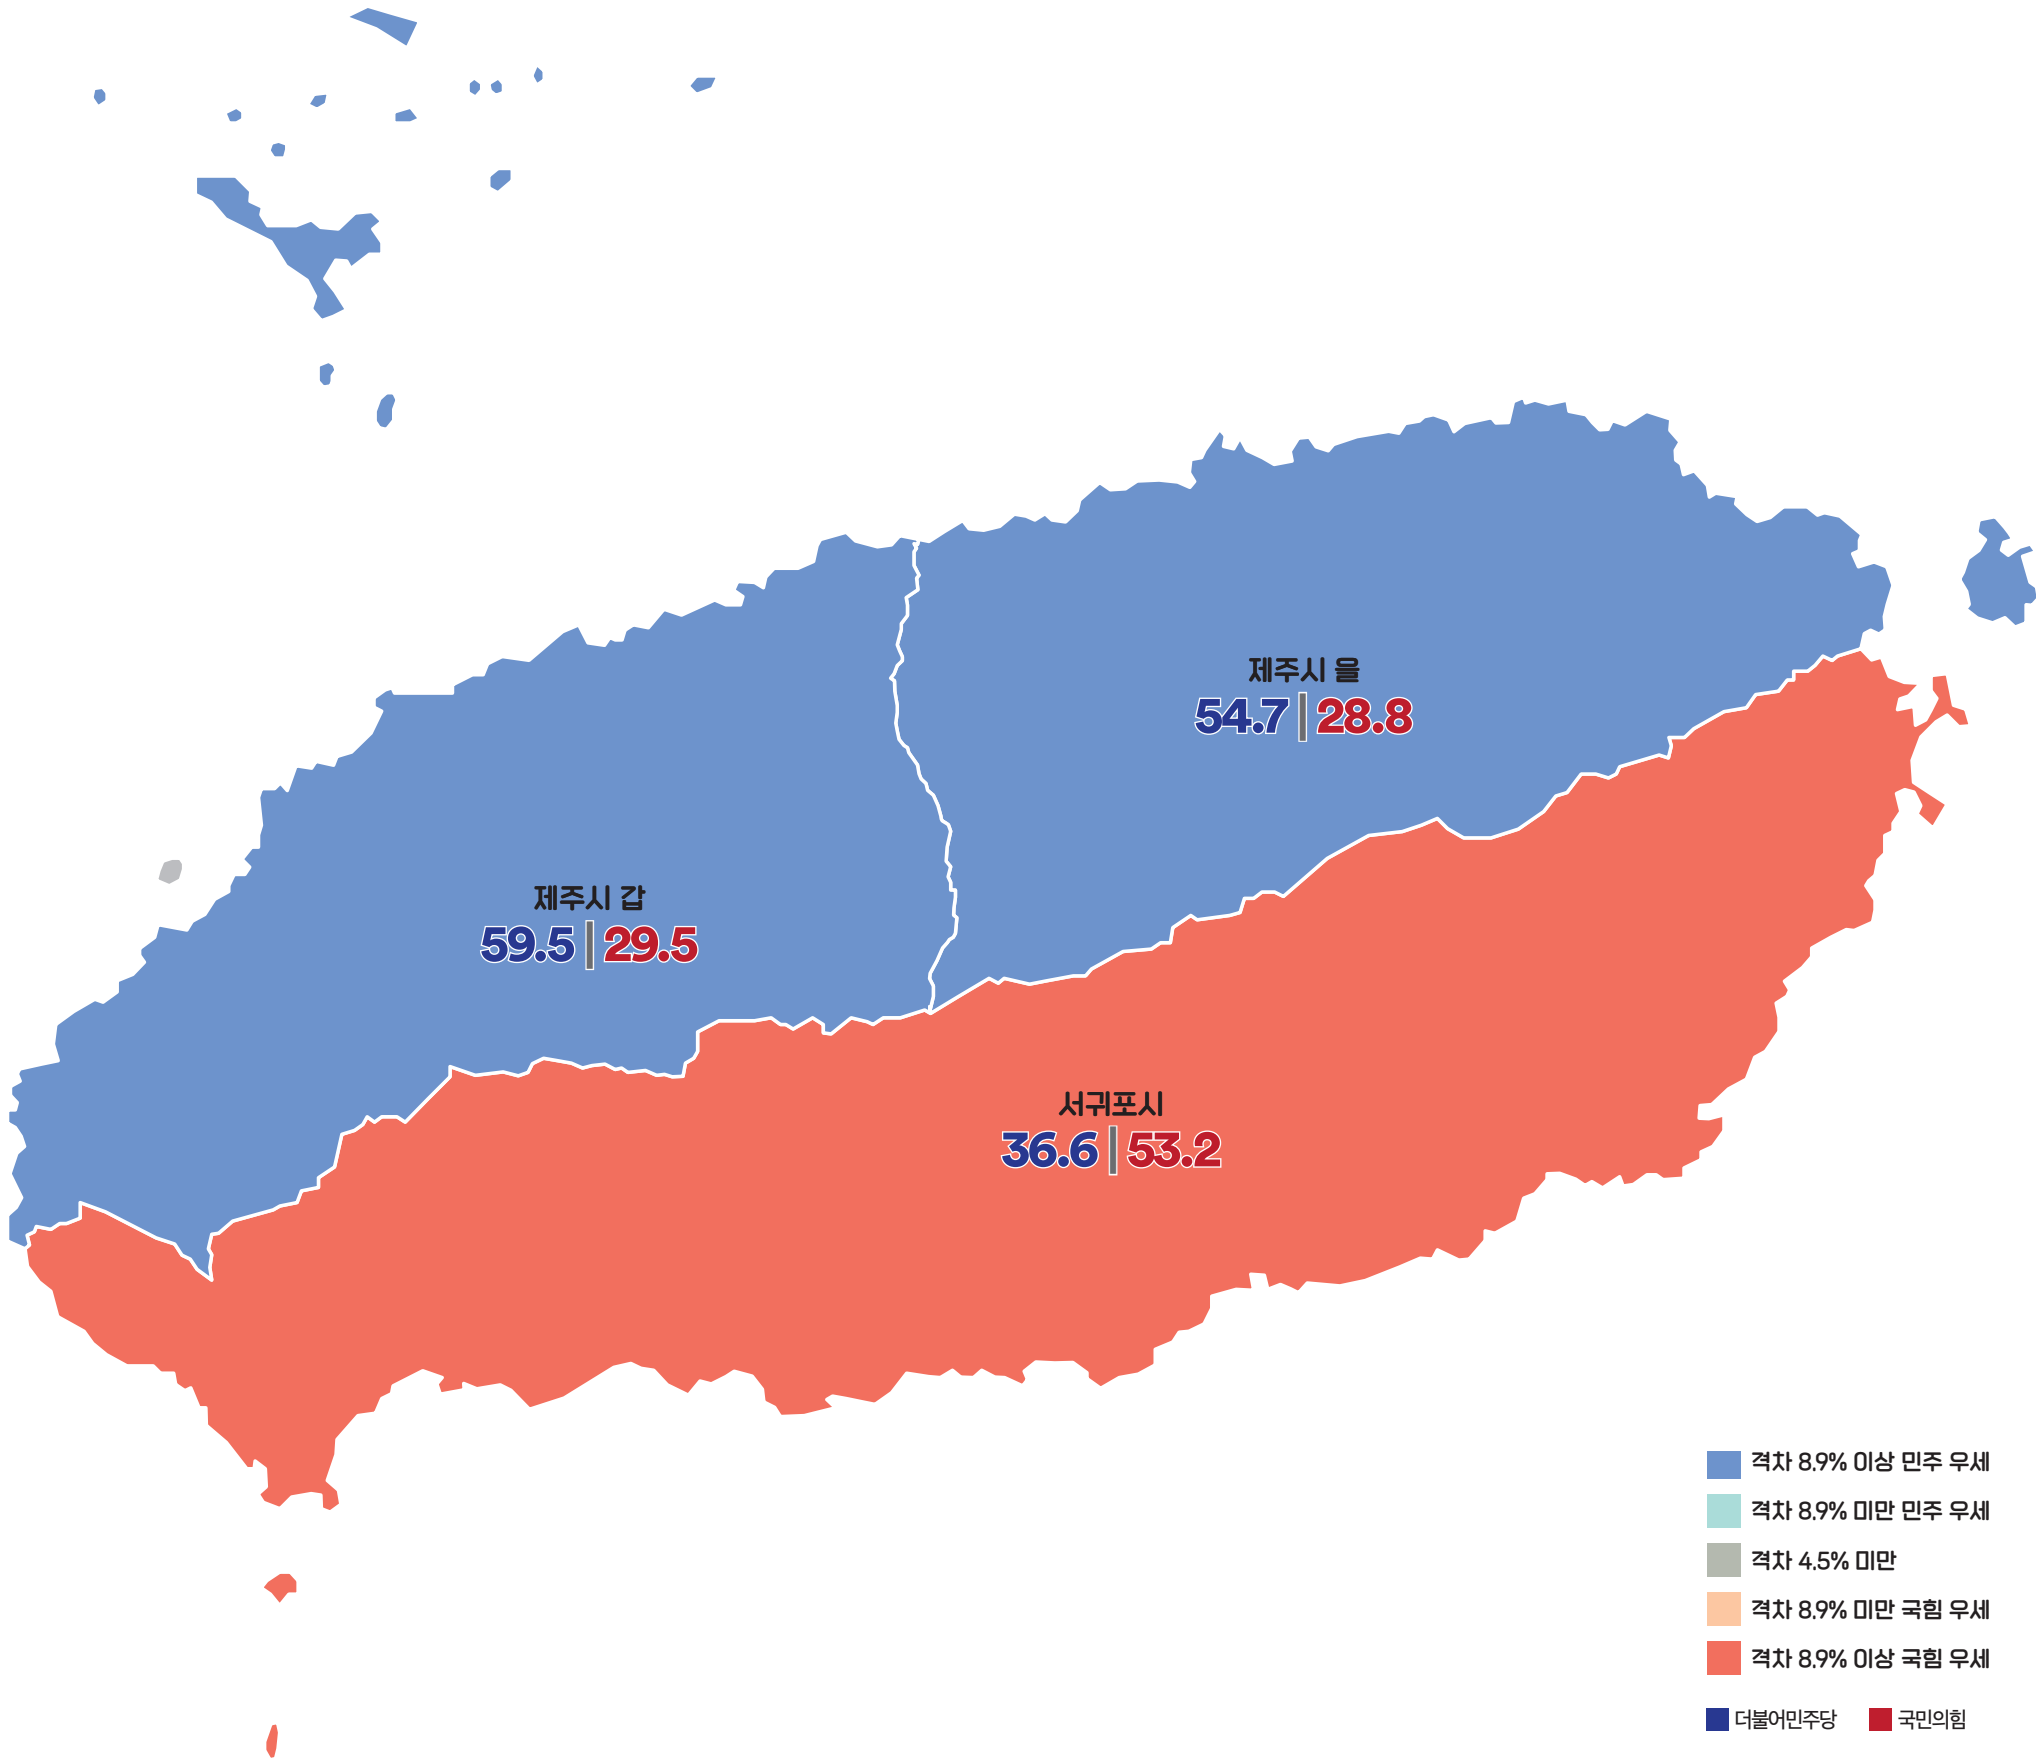 제주시 을
54.7 28.8
제주시 갑
59.5 29.5
서귀포시
36.6 53.2
격차 8.9% 이상 민주 우세
격차 8.9% 미만 민주 우세
격차 4.5% 미만
격차 8.9% 미만 국힘 우세
격차 8.9% 이상 국힘 우세
더불어민주당 국민의힘